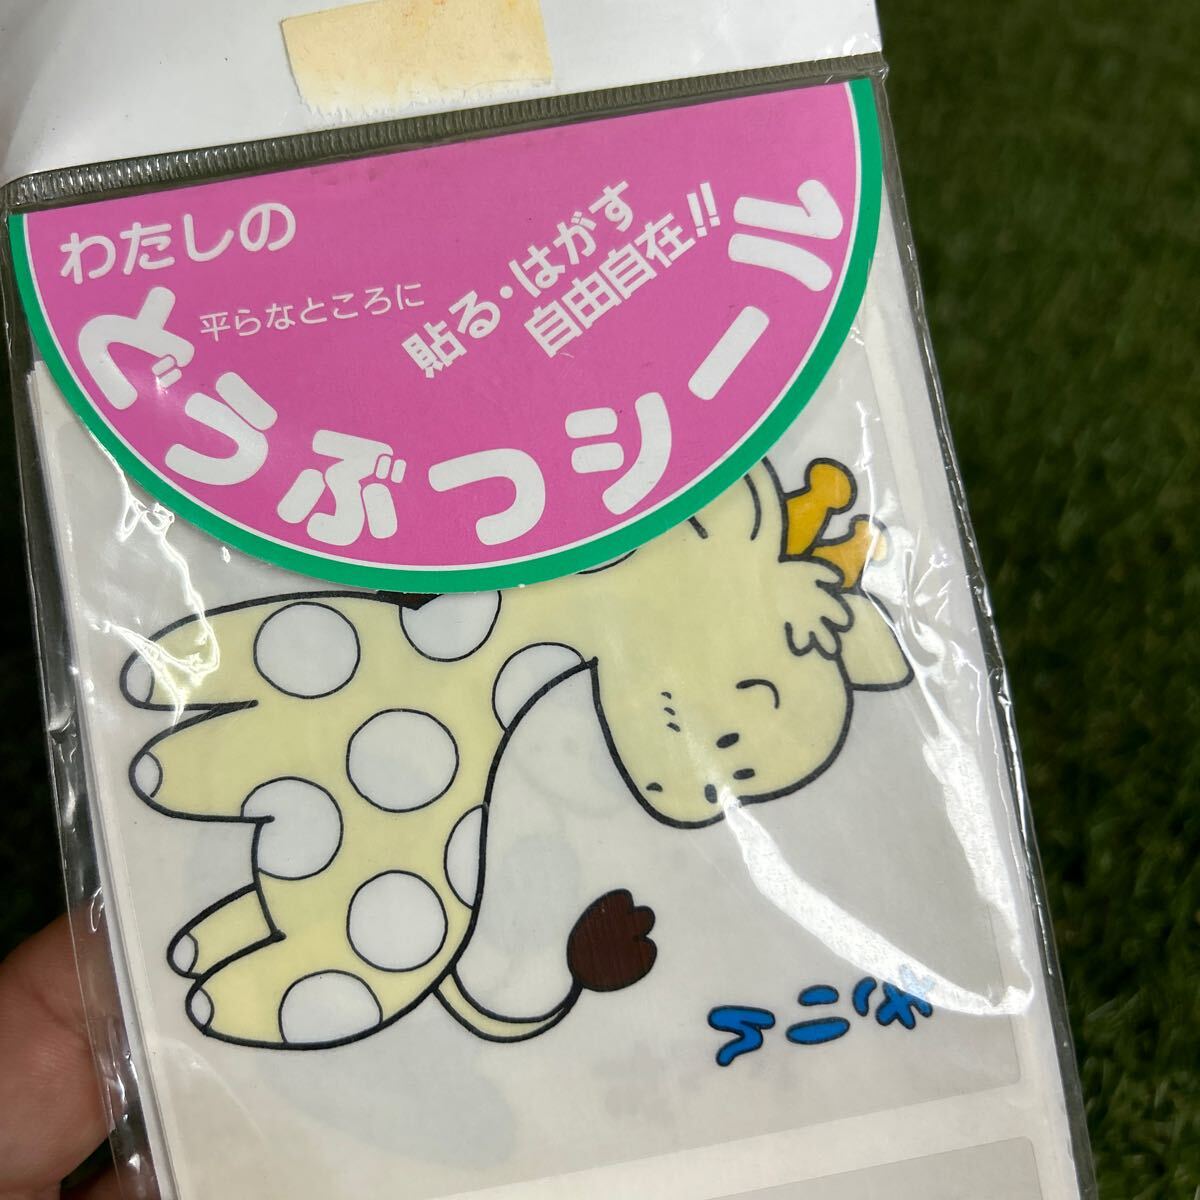 わたしの
どうぶつシール
平らなところに
貼る・はがす
自由自在!!
きりん